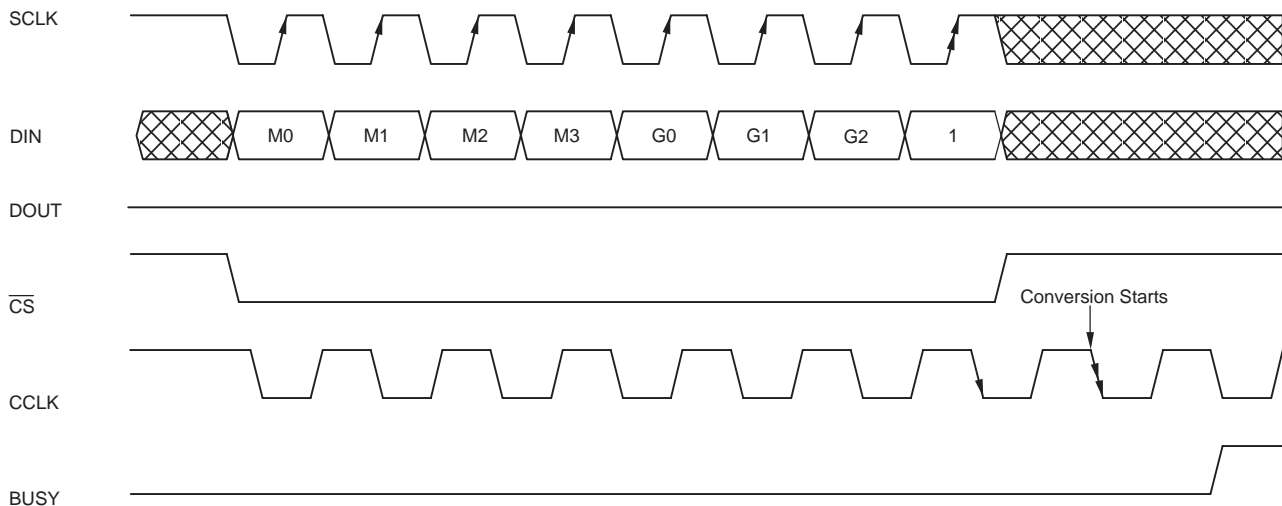 SCLK
DIN
M0 M1 M2 M3 G0 G1 G2 1
DOUT
CS
Conversion Starts
CCLK
BUSY